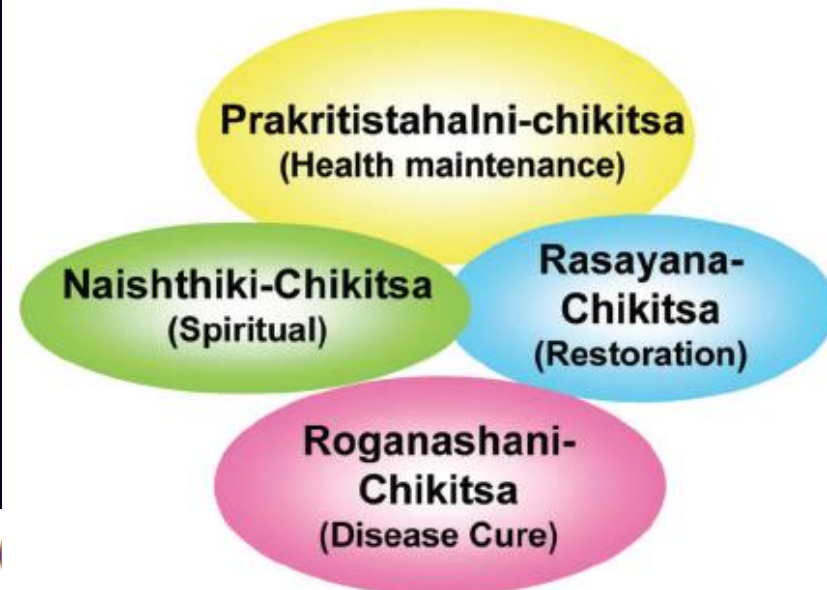 Prakritistahalni-chikitsa
(Health maintenance)
Naishthiki-Chikitsa
(Spiritual)
Rasayana-
Chikitsa
(Restoration)
Roganashani-
Chikitsa
(Disease Cure)